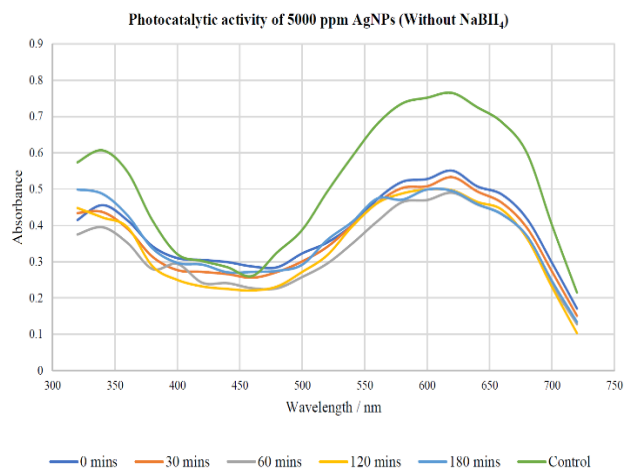 Photocatalytic activity of 5000 ppm AgNPs (Without NaBH₄)
0.9
0.8
0.7
0.6
0.5
0.4
0.3
0.2
0.1
0
Absorbance
300 350 400 450 500 550 600 650 700 750
Wavelength / nm
0 mins 30 mins 60 mins 120 mins 180 mins Control